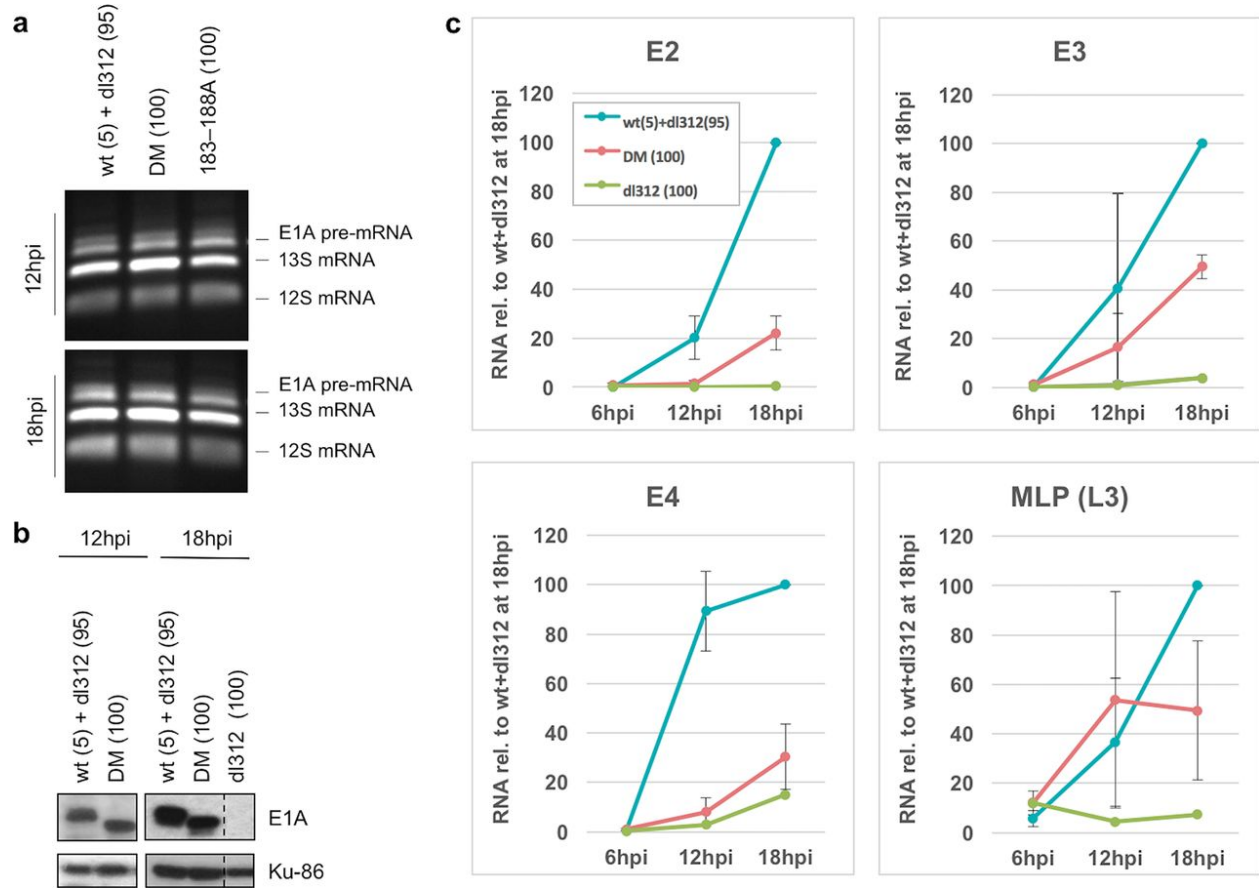 a
wt (5) + dl312 (95)
DM (100)
183–188A (100)
12hpi
E1A pre-mRNA
13S mRNA
12S mRNA
18hpi
E1A pre-mRNA
13S mRNA
12S mRNA
b
12hpi
18hpi
wt (5) + dl312 (95)
DM (100)
wt (5) + dl312 (95)
DM (100)
dl312 (100)
E1A
Ku-86
c
E2
RNA rel. to wt+dl312 at 18hpi
120
100
80
60
40
20
0
wt(5)+dl312(95)
DM (100)
dl312 (100)
6hpi 12hpi 18hpi
E3
RNA rel. to wt+dl312 at 18hpi
120
100
80
60
40
20
0
6hpi 12hpi 18hpi
E4
RNA rel. to wt+dl312 at 18hpi
120
100
80
60
40
20
0
6hpi 12hpi 18hpi
MLP (L3)
RNA rel. to wt+dl312 at 18hpi
120
100
80
60
40
20
0
6hpi 12hpi 18hpi